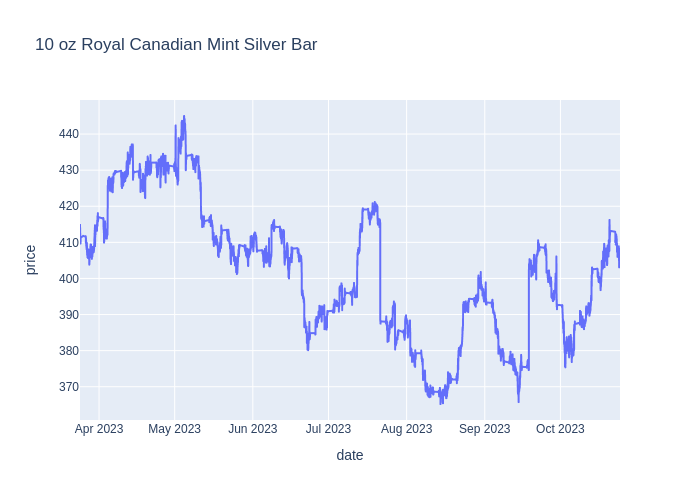 10 oz Royal Canadian Mint Silver Bar
440
430
420
410
400
390
380
370
price
Apr 2023 May 2023 Jun 2023 Jul 2023 Aug 2023 Sep 2023 Oct 2023
date